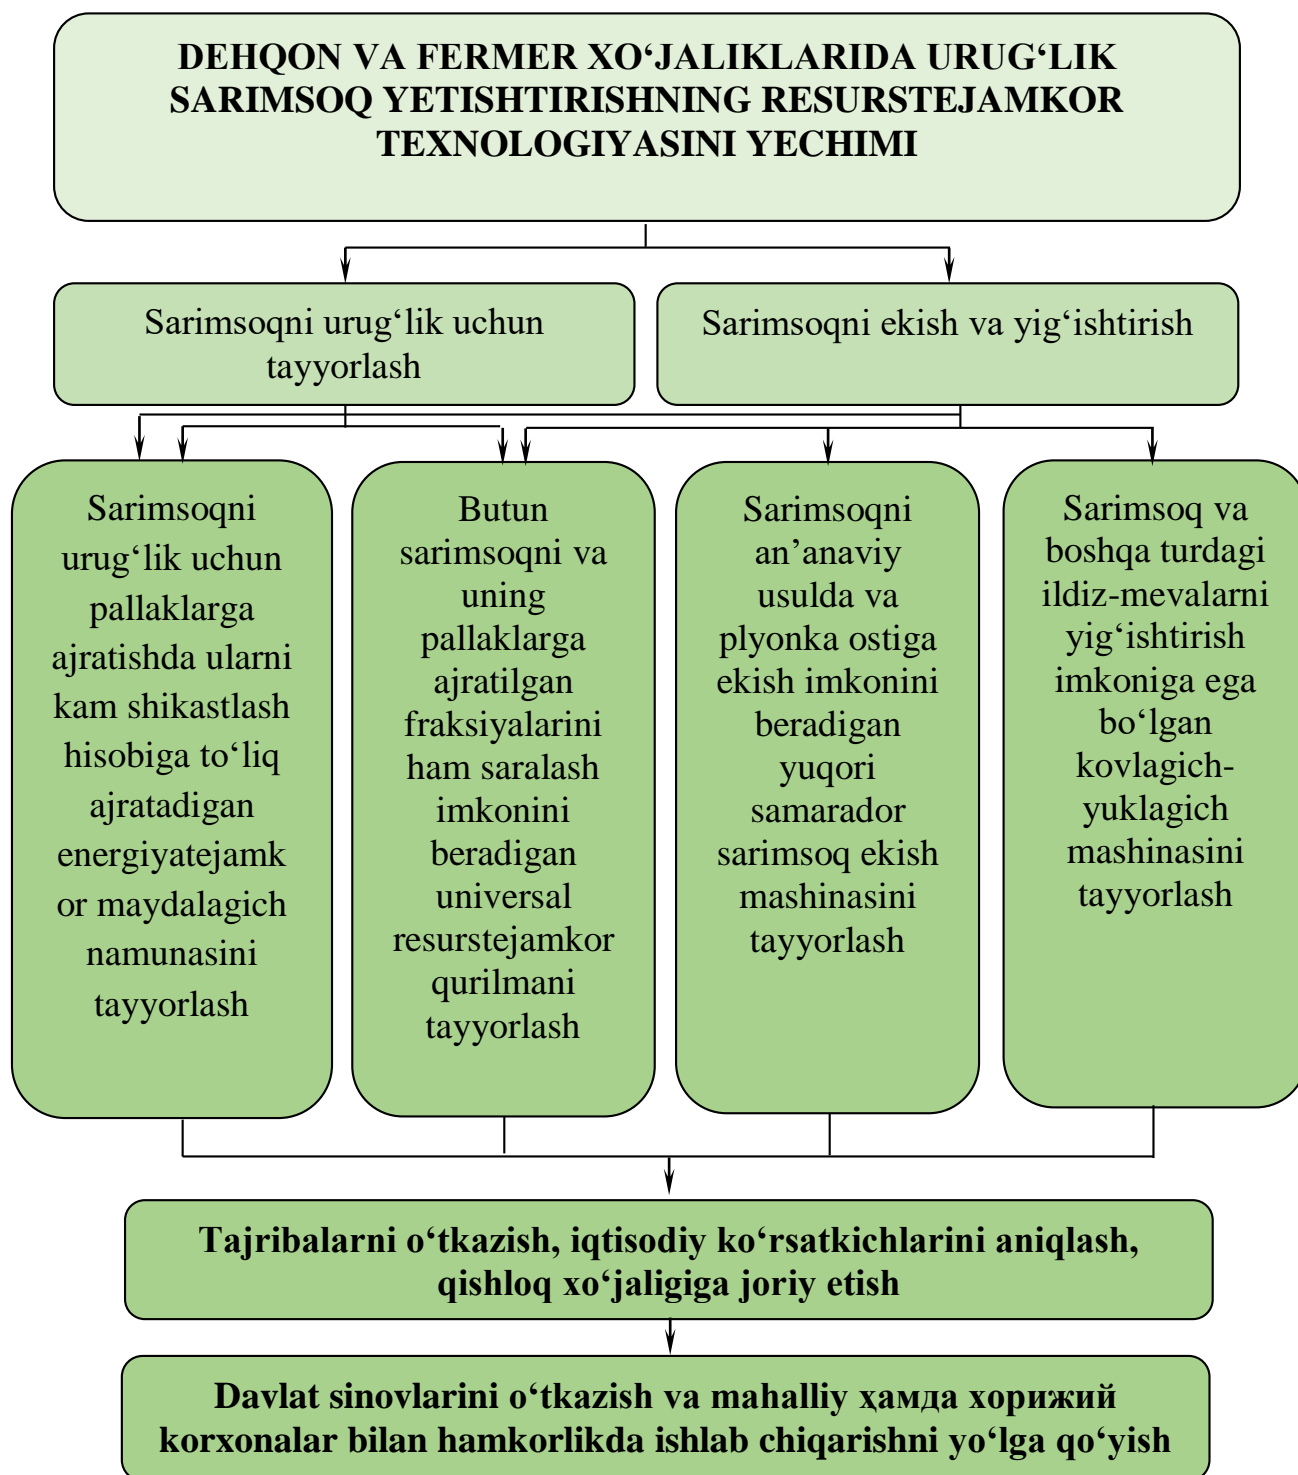 DEHQON VA FERMER XO‘JALIKLARIDA URUG‘LIK
SARIMSOQ YETISHTIRISHNING RESURSTEJAMKOR
TEXNOLOGIYASINI YECHIMI
Sarimsoqni urug‘lik uchun
tayyorlash
Sarimsoqni ekish va yig‘ishtirish
Sarimsoqni
urug‘lik uchun
pallaklarga
ajratishda ularni
kam shikastlash
hisobiga to‘liq
ajratadigan
energiyatejamk
or maydalagich
namunasini
tayyorlash
Butun
sarimsoqni va
uning
pallaklarga
ajratilgan
fraksiyalarini
ham saralash
imkonini
beradigan
universal
resurstejamkor
qurilmani
tayyorlash
Sarimsoqni
an’anaviy
usulda va
plyonka ostiga
ekish imkonini
beradigan
yuqori
samarador
sarimsoq ekish
mashinasini
tayyorlash
Sarimsoq va
boshqa turdagi
ildiz-mevalarni
yig‘ishtirish
imkoniga ega
bo‘lgan
kovlagich-
yuklagich
mashinasini
tayyorlash
Tajribalarni o‘tkazish, iqtisodiy ko‘rsatkichlarini aniqlash,
qishloq xo‘jaligiga joriy etish
Davlat sinovlarini o‘tkazish va mahalliy ҳамда хорижий
korxonalar bilan hamkorlikda ishlab chiqarishni yo‘lga qo‘yish